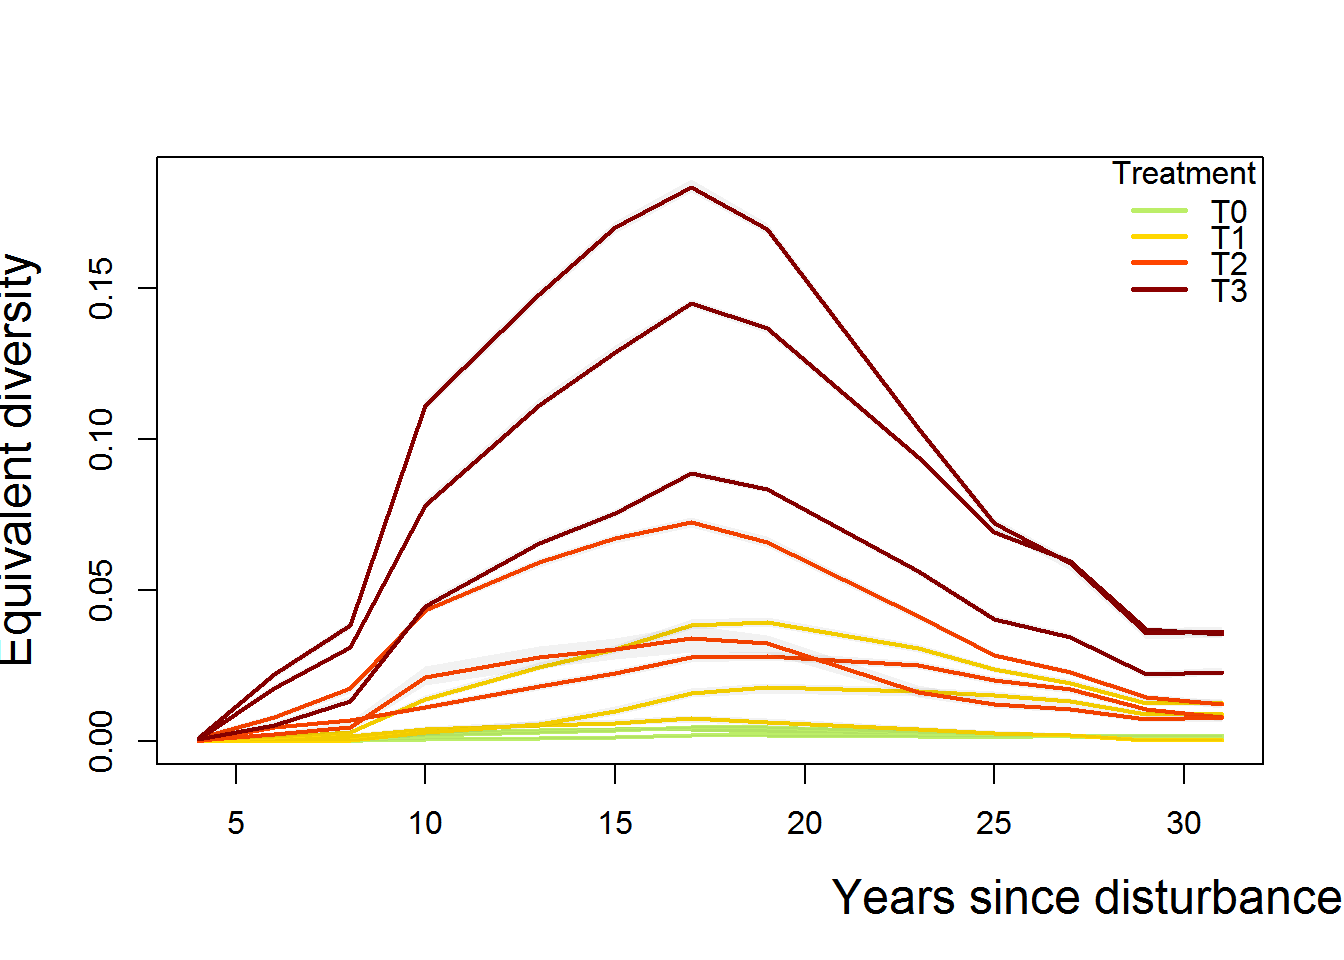 Treatment
T0
T1
T2
T3
Equivalent diversity
0.15
0.10
0.05
0.00
5 10 15 20 25 30
Years since disturbance